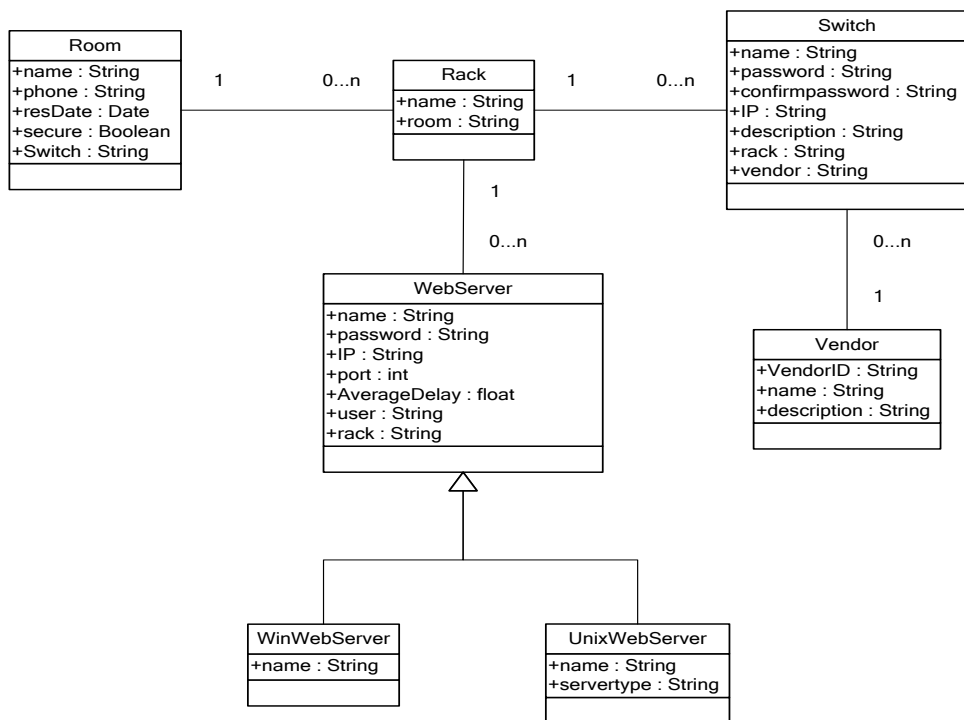 Room
+name : String
+phone : String
+resDate : Date
+secure : Boolean
+Switch : String
1
0...n
Rack
+name : String
+room : String
1
0...n
Switch
+name : String
+password : String
+confirmpassword : String
+IP : String
+description : String
+rack : String
+vendor : String
1
0...n
0...n
1
WebServer
+name : String
+password : String
+IP : String
+port : int
+AverageDelay : float
+user : String
+rack : String
Vendor
+VendorID : String
+name : String
+description : String
WinWebServer
+name : String
UnixWebServer
+name : String
+servertype : String